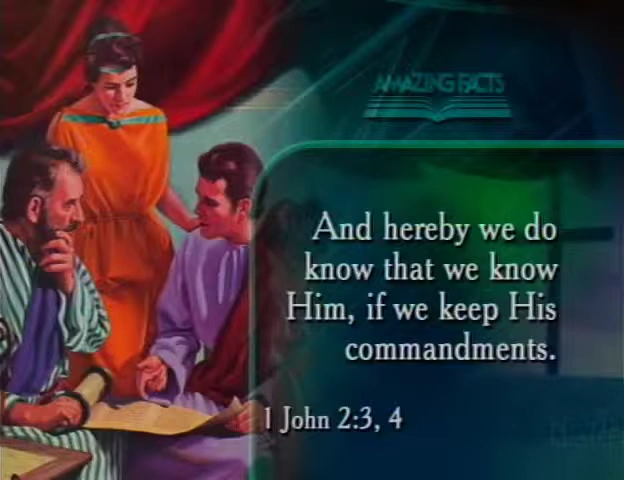 AMAZING FACTS
And hereby we do
know that we know
Him, if we keep His
commandments.
1 John 2:3, 4